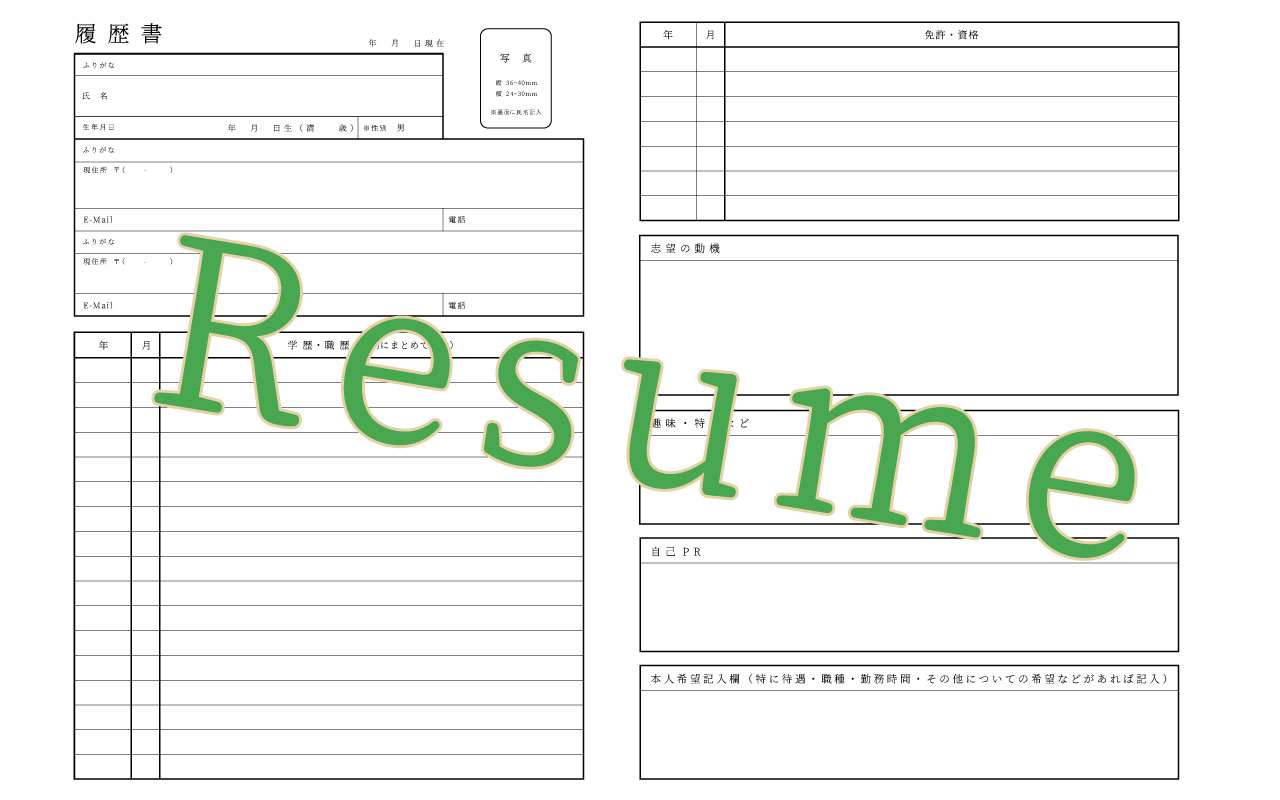 履歴書
年 月 日現在
写 真
縦 36~40mm
横 24~30mm
※裏面に氏名記入
ふりがな
氏 名
生年月日 年 月 日生(満 歳) ※性別 男
ふりがな
現住所 〒( - )
E-Mail 電話
ふりがな
現住所 〒( - )
E-Mail 電話
年 月 学歴・職歴 にまとめて )
Resume
年 月 免許・資格
志望の動機
趣味・特 など
自己PR
本人希望記入欄(特に待遇・職種・勤務時間・その他についての希望などがあれば記入)